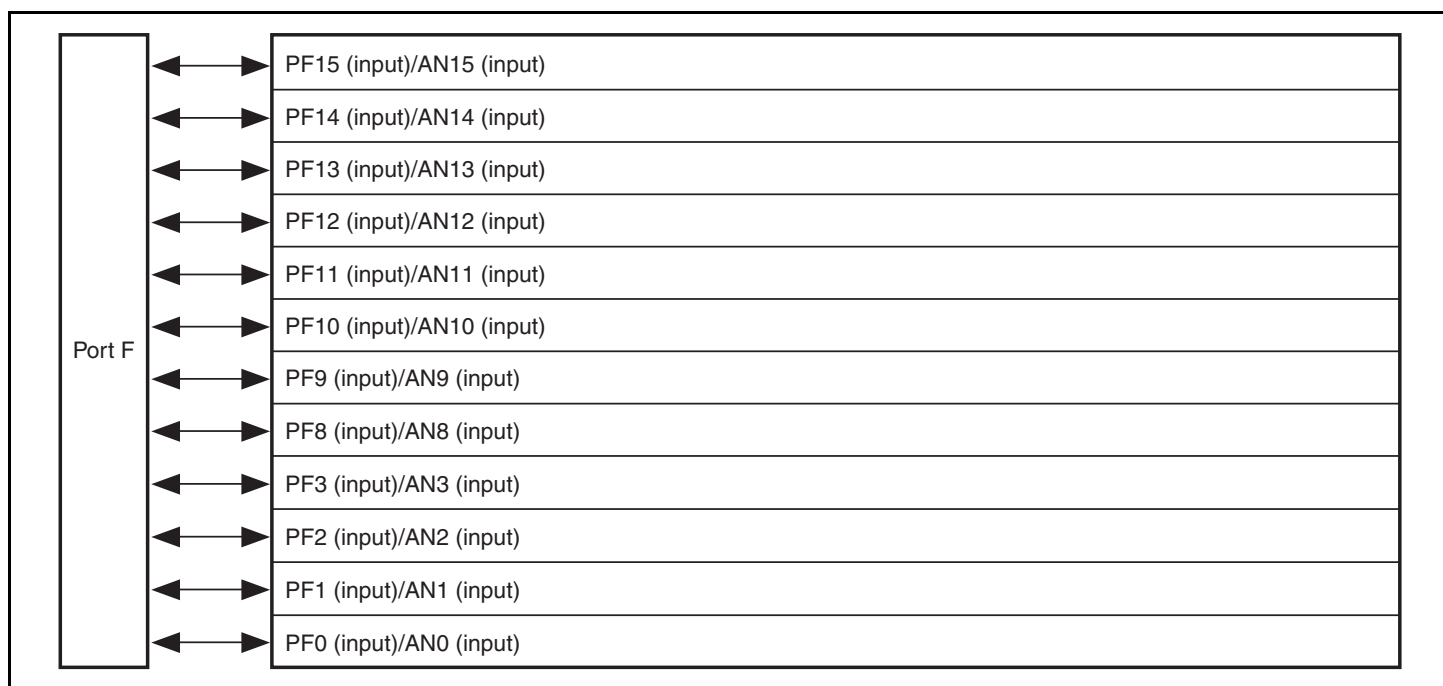 PF15 (input)/AN15 (input)
PF14 (input)/AN14 (input)
PF13 (input)/AN13 (input)
PF12 (input)/AN12 (input)
PF11 (input)/AN11 (input)
PF10 (input)/AN10 (input)
Port F
PF9 (input)/AN9 (input)
PF8 (input)/AN8 (input)
PF3 (input)/AN3 (input)
PF2 (input)/AN2 (input)
PF1 (input)/AN1 (input)
PF0 (input)/AN0 (input)